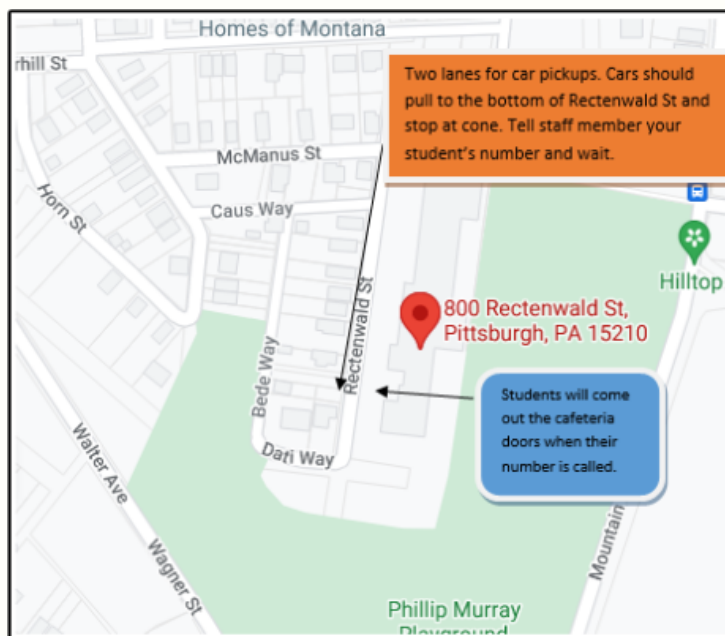 Homes of Montana
rhill St
Two lanes for car pickups. Cars should
pull to the bottom of Rectenwald St and
stop at cone. Tell staff member your
student's number and wait.
McManus St
Horn St
Caus Way
Hilltop
Rectenwald St
800 Rectenwald St,
Pittsburgh, PA 15210
Bede Way
Students will come
out the cafeteria
doors when their
number is called.
Dari Way
Walter Ave
Wagner St
Mountain
Phillip Murray
Playground